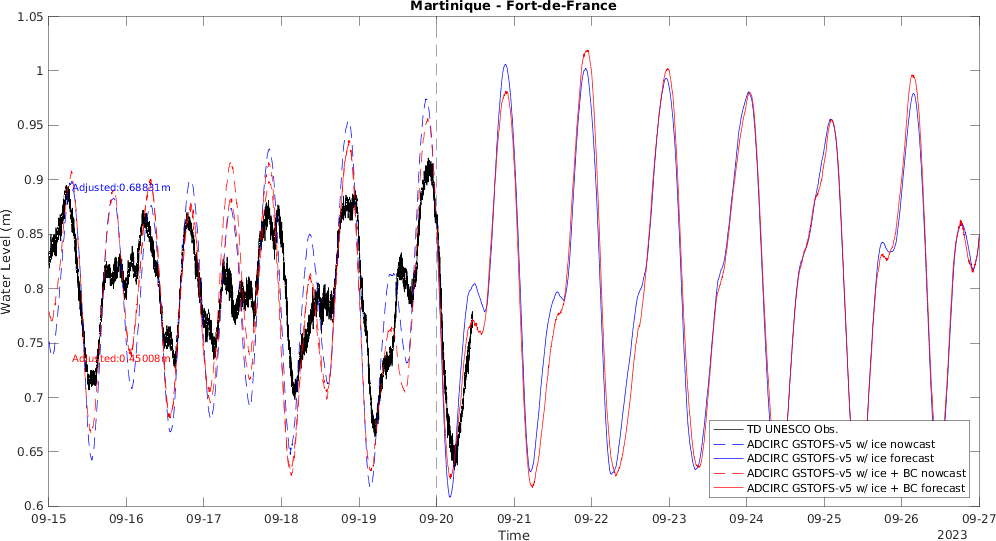 Martinique - Fort-de-France
1.05
1
0.95
0.9
0.85
0.8
0.75
0.7
0.65
0.6
Water Level (m)
Adjusted:0.68831m
Adjusted:0.45008m
TD UNESCO Obs.
ADCIRC GSTOFS-v5 w/ ice nowcast
ADCIRC GSTOFS-v5 w/ ice forecast
ADCIRC GSTOFS-v5 w/ ice + BC nowcast
ADCIRC GSTOFS-v5 w/ ice + BC forecast
09-15 09-16 09-17 09-18 09-19 09-20 09-21 09-22 09-23 09-24 09-25 09-26 09-27
Time
2023